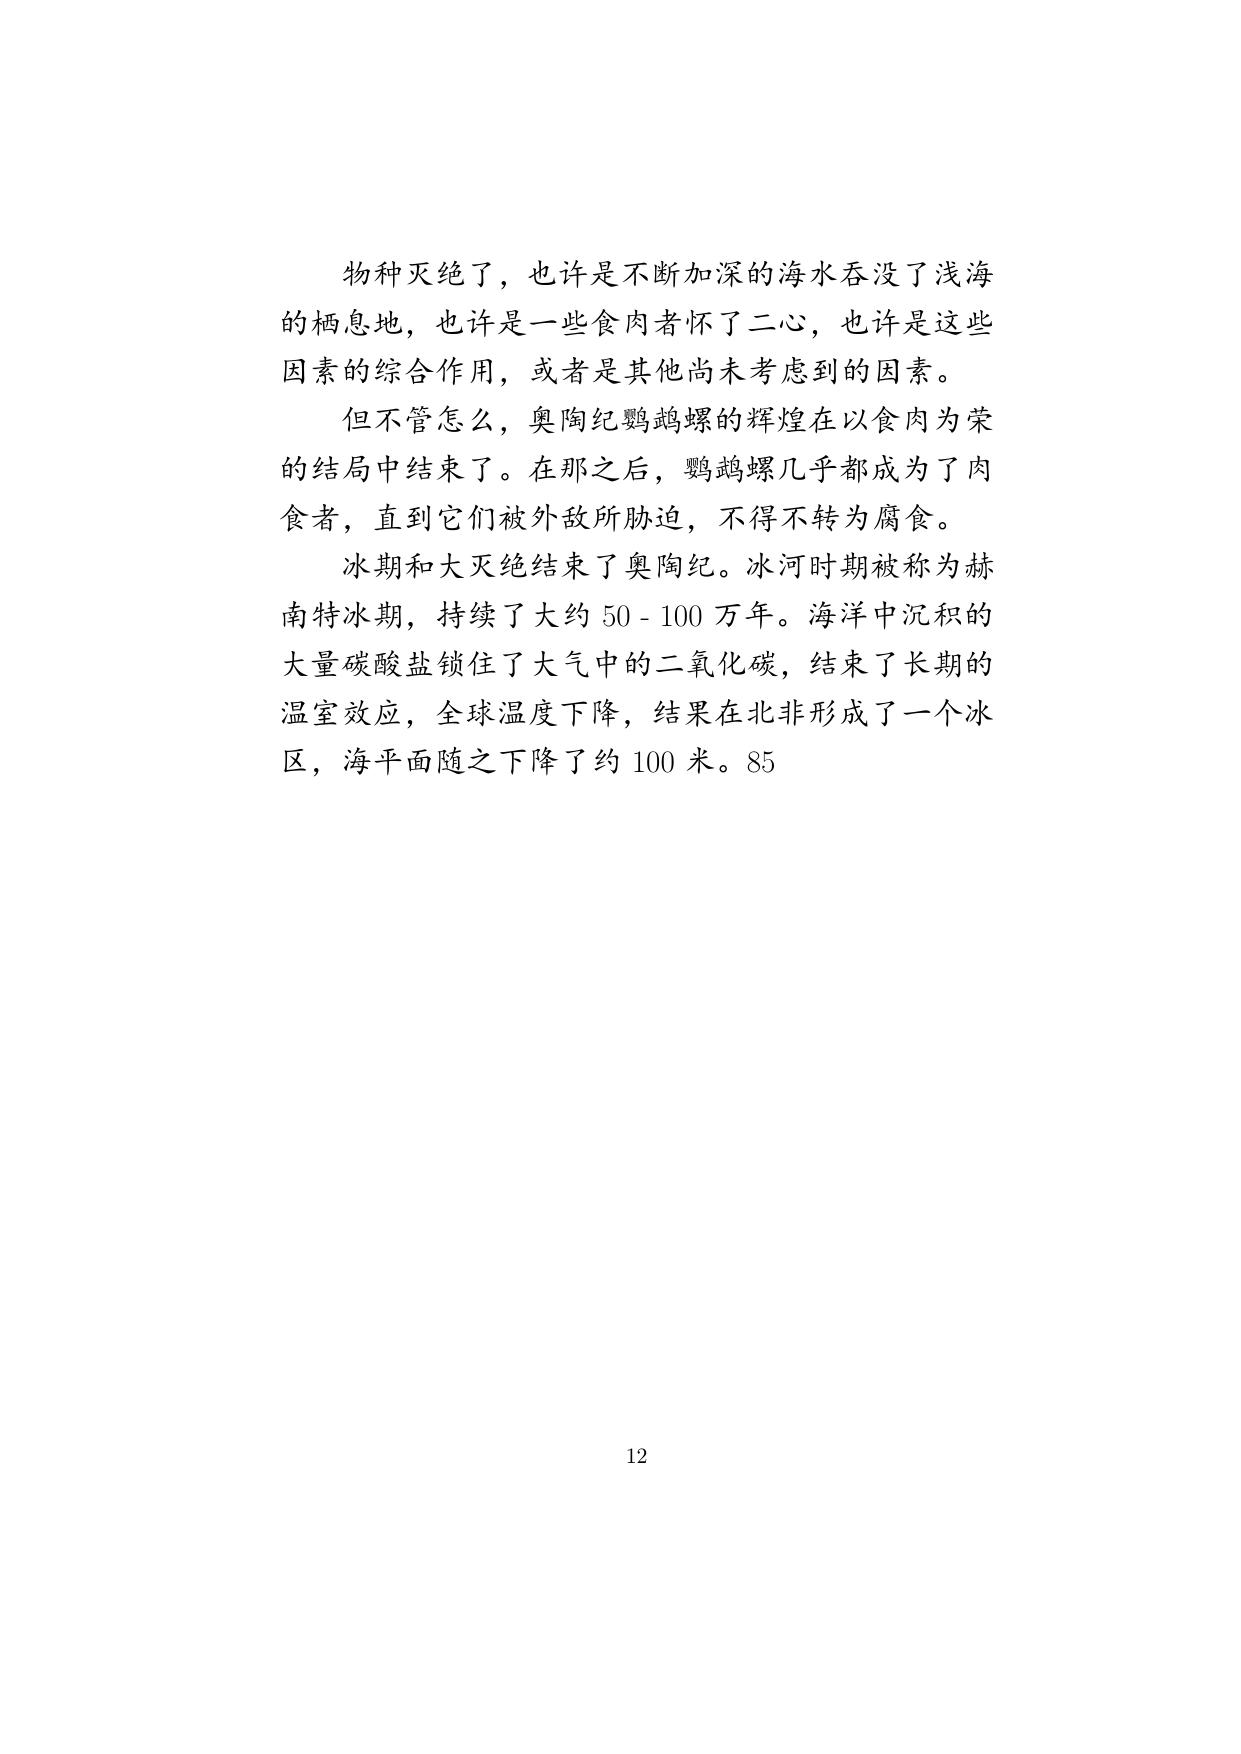 物种灭绝了，也许是不断加深的海水吞没了浅海
的栖息地，也许是一些食肉者怀了二心，也许是这些
因素的综合作用，或者是其他尚未考虑到的因素。
但不管怎么，奥陶纪鹦鹉螺的辉煌在以食肉为荣
的结局中结束了。在那之后，鹦鹉螺几乎都成为了肉
食者，直到它们被外敌所胁迫，不得不转为腐食。
冰期和大灭绝结束了奥陶纪。冰河时期被称为赫
南特冰期，持续了大约 50 - 100 万年。海洋中沉积的
大量碳酸盐锁住了大气中的二氧化碳，结束了长期的
温室效应，全球温度下降，结果在北非形成了一个冰
区，海平面随之下降了约 100 米。85
12